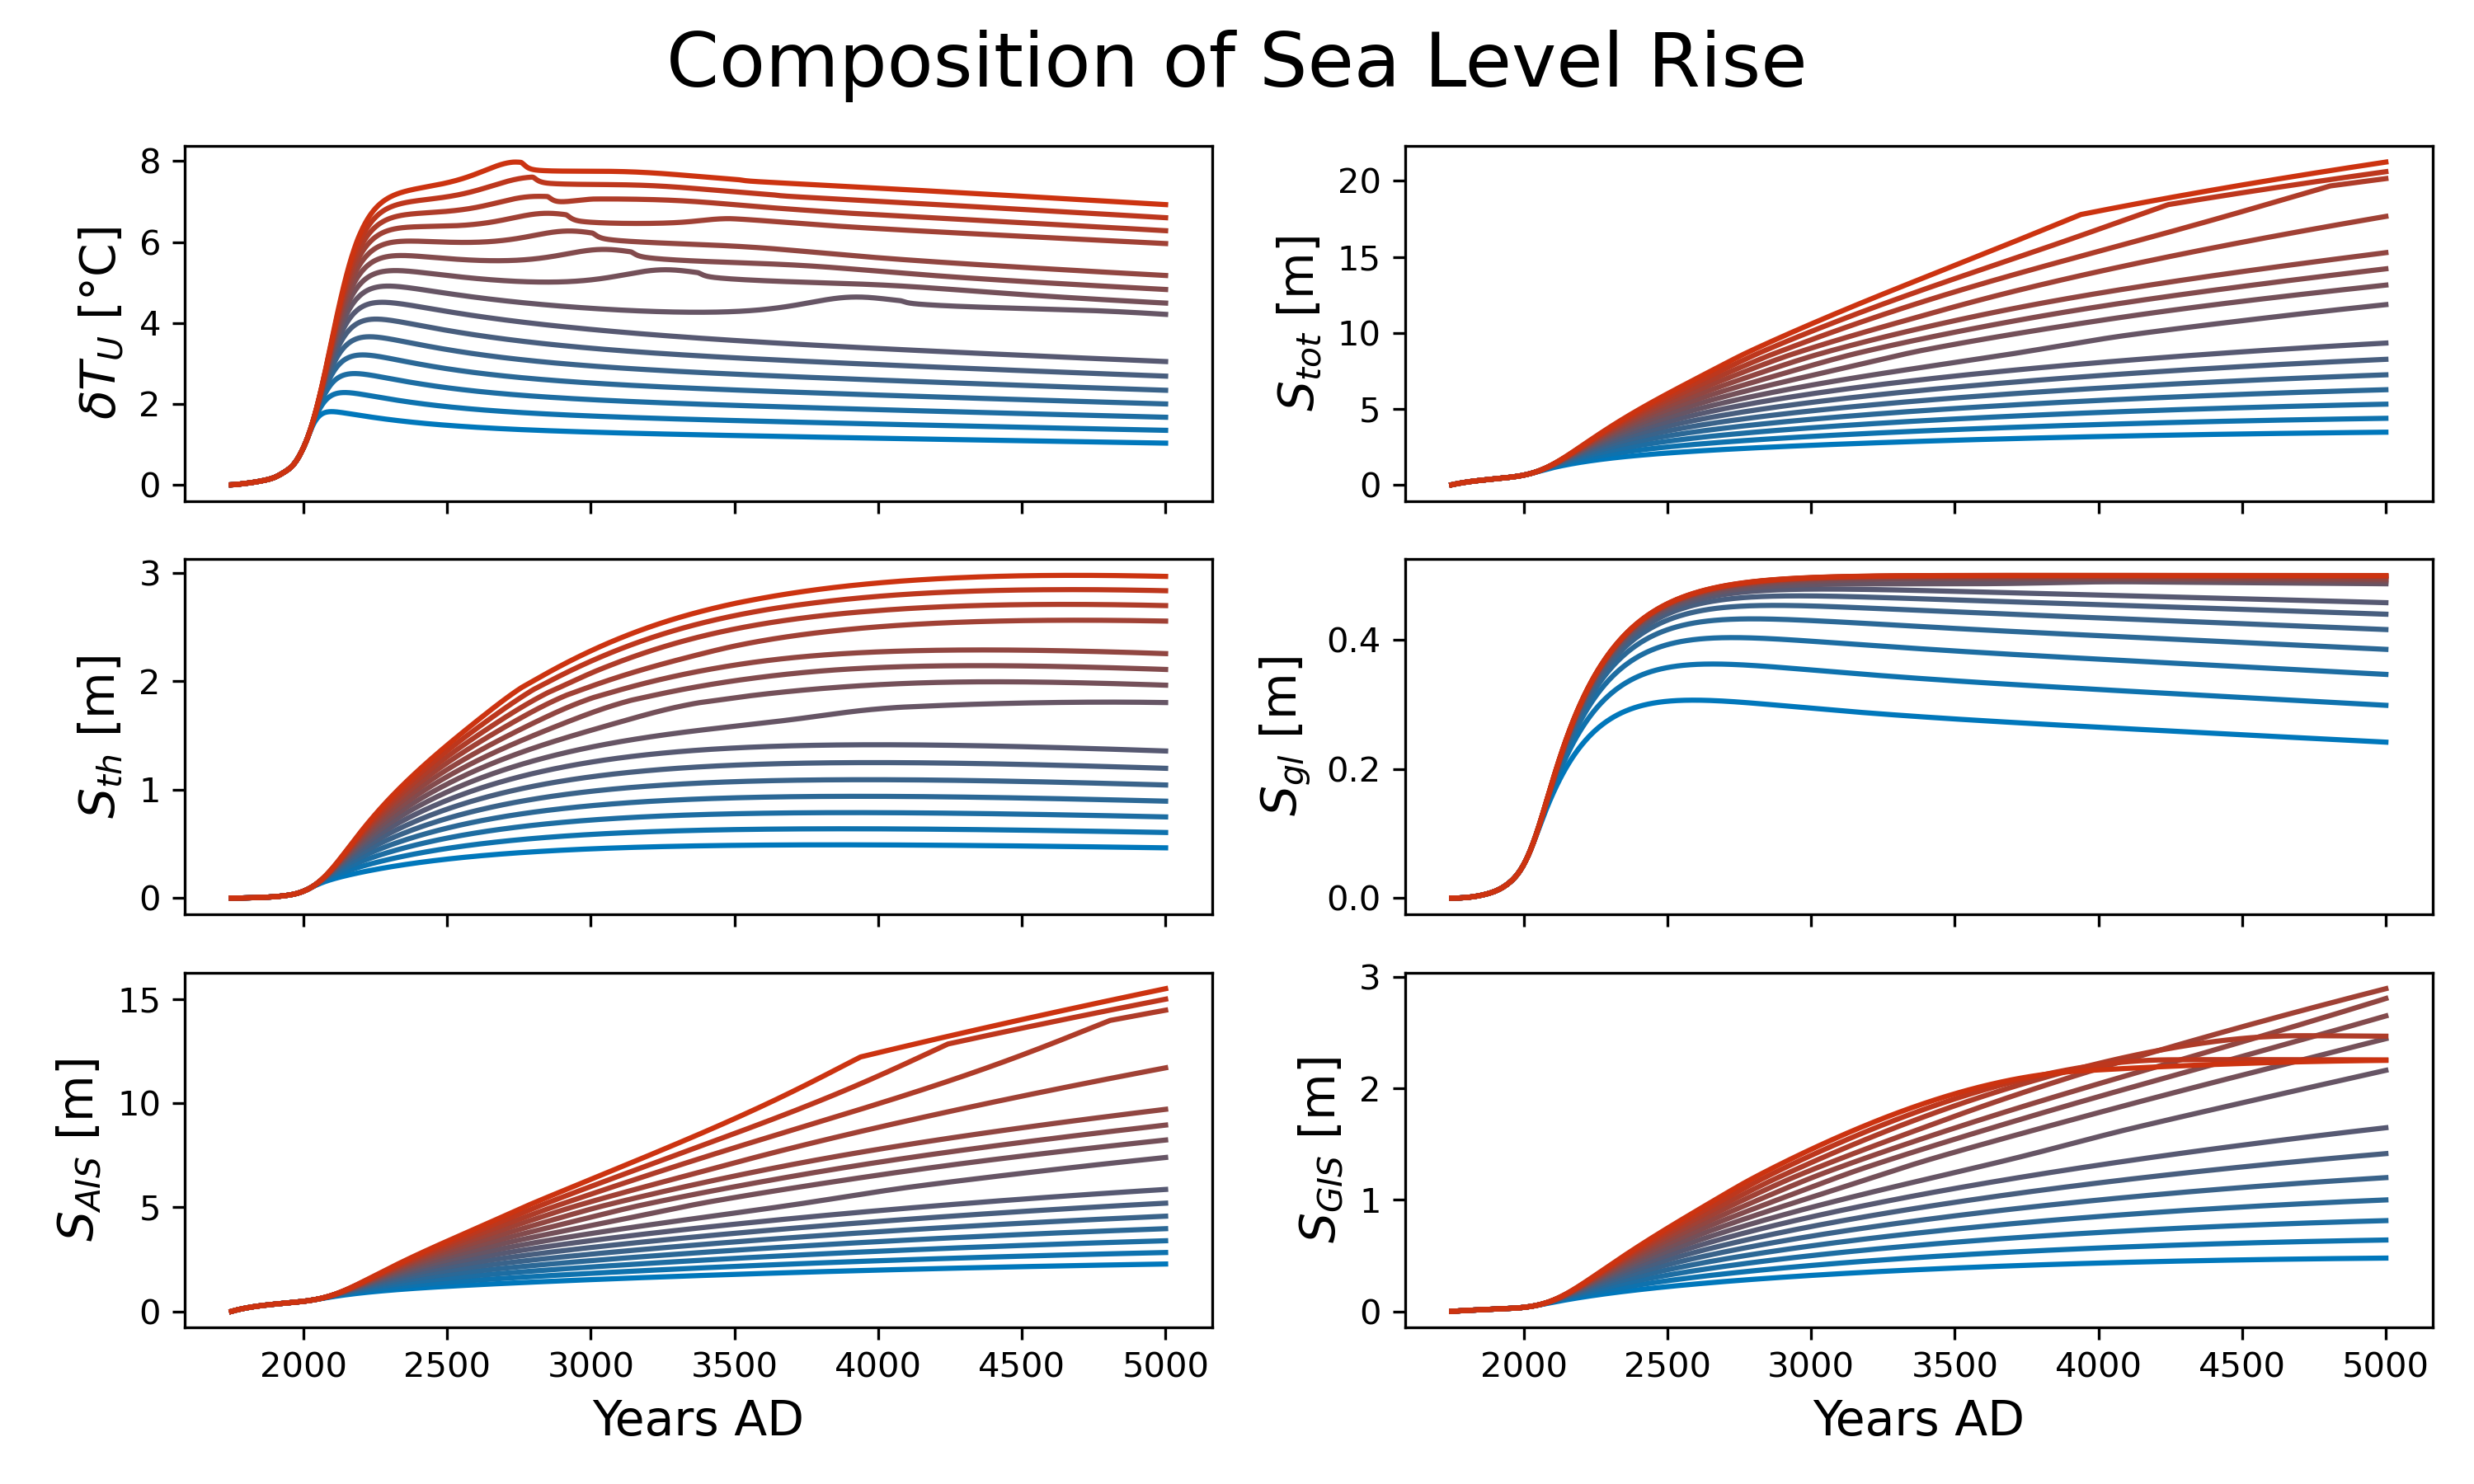 Composition of Sea Level Rise
δT_U [°C]
8
6
4
2
0
S_tot [m]
20
15
10
5
0
S_th [m]
3
2
1
0
S_gl [m]
0.4
0.2
0.0
S_AIS [m]
15
10
5
0
2000 2500 3000 3500 4000 4500 5000
Years AD
S_GIS [m]
3
2
1
0
2000 2500 3000 3500 4000 4500 5000
Years AD